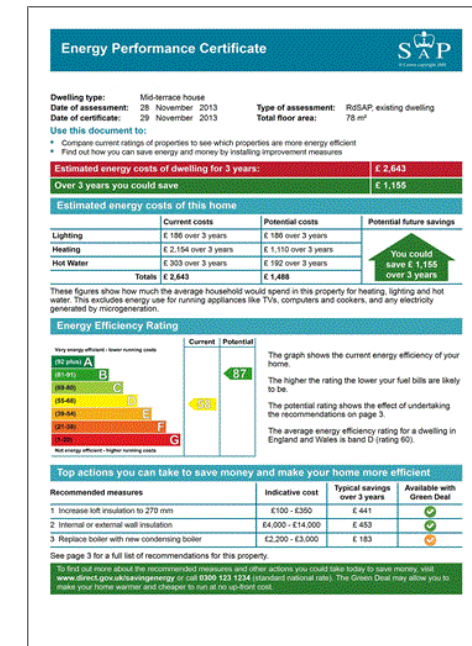 Energy Performance Certificate
SAP
© Crown copyright 2009
Dwelling type: Mid-terrace house
Date of assessment: 28 November 2013 Type of assessment: RdSAP, existing dwelling
Date of certificate: 29 November 2013 Total floor area: 78 m²
Use this document to:
• Compare current ratings of properties to see which properties are more energy efficient
• Find out how you can save energy and money by installing improvement measures
Estimated energy costs of dwelling for 3 years: £ 2,643
Over 3 years you could save £ 1,155
Estimated energy costs of this home
Current costs Potential costs Potential future savings
Lighting £ 186 over 3 years £ 186 over 3 years
Heating £ 2,154 over 3 years £ 1,110 over 3 years
Hot Water £ 303 over 3 years £ 192 over 3 years
Totals £ 2,643 £ 1,488
You could
save £ 1,155
over 3 years
These figures show how much the average household would spend in this property for heating, lighting and hot
water. This excludes energy use for running appliances like TVs, computers and cookers, and any electricity
generated by microgeneration.
Energy Efficiency Rating
Current Potential
Very energy efficient - lower running costs
(92 plus) A
(81-91) B
(69-80) C
(55-68) D
(39-54) E
(21-38) F
(1-20) G
Not energy efficient - higher running costs
87
The graph shows the current energy efficiency of your
home.
The higher the rating the lower your fuel bills are likely
to be.
The potential rating shows the effect of undertaking
the recommendations on page 3.
The average energy efficiency rating for a dwelling in
England and Wales is band D (rating 60).
Top actions you can take to save money and make your home more efficient
Recommended measures Indicative cost Typical savings over 3 years Available with Green Deal
1 Increase loft insulation to 270 mm £100 - £350 £ 441
2 Internal or external wall insulation £4,000 - £14,000 £ 453
3 Replace boiler with new condensing boiler £2,200 - £3,000 £ 183
See page 3 for a full list of recommendations for this property.
To find out more about the recommended measures and other actions you could take today to save money, visit
www.direct.gov.uk/savingenergy or call 0300 123 1234 (standard national rate). The Green Deal may allow you to
make your home warmer and cheaper to run at no up-front cost.